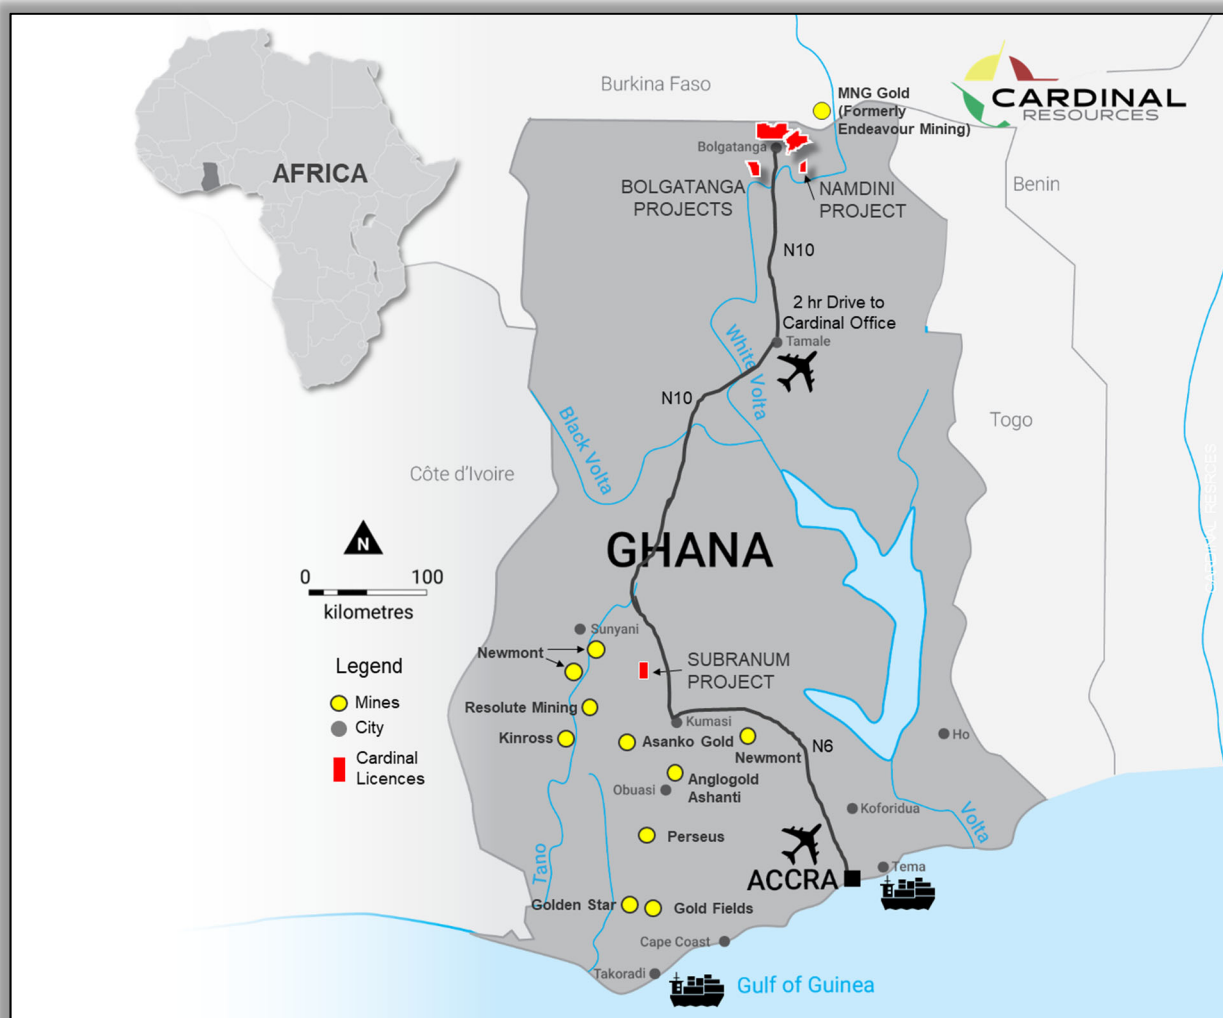 Burkina Faso
MNG Gold
(Formerly
Endeavour Mining)
CARDINAL
RESOURCES
AFRICA
Bolgatanga
BOLGATANGA
PROJECTS
NAMDINI
PROJECT
Benin
N10
2 hr Drive to
Cardinal Office
Tamale
White Volta
N10
Black Volta
Togo
Côte d'Ivoire
GHANA
N
0 100
kilometres
Sunyani
Newmont
SUBRANUM
PROJECT
Legend
Mines
City
Cardinal
Licences
Resolute Mining
Kinross
Kumasi
Asanko Gold
Newmont
N6
Ho
Obuasi
Anglogold
Ashanti
Koforidua
Volta
Perseus
Tano
Tema
ACCRA
Golden Star
Gold Fields
Cape Coast
Takoradi
Gulf of Guinea